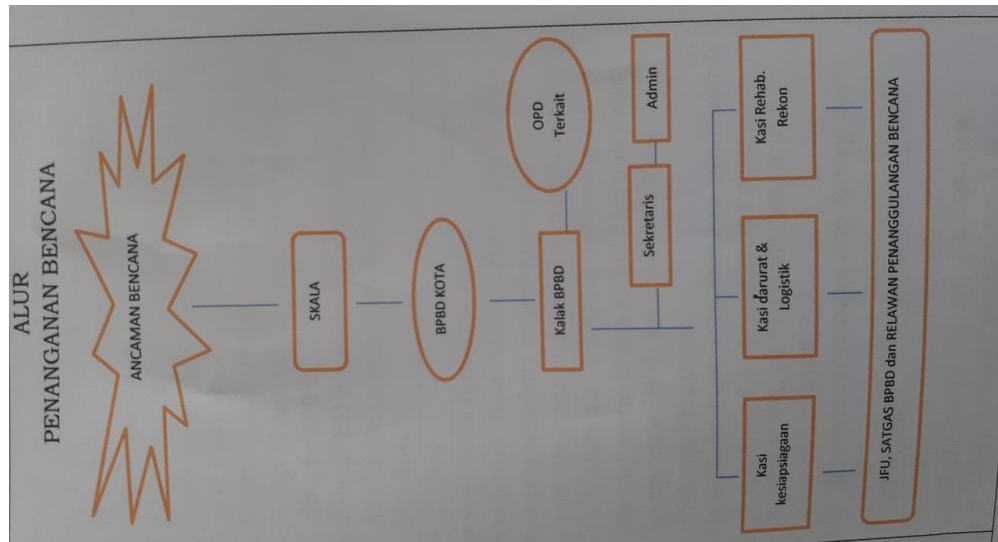 ALUR
PENANGANAN BENCANA
ANCAMAN BENCANA
SKALA
BPBD KOTA
OPD
Terkait
Kalak BPBD
Sekretaris
Admin
Kasi
kesiapsiagaan
Kasi darurat &
Logistik
Kasi Rehab.
Rekon
JFU, SATGAS BPBD dan RELAWAN PENANGGULANGAN BENCANA